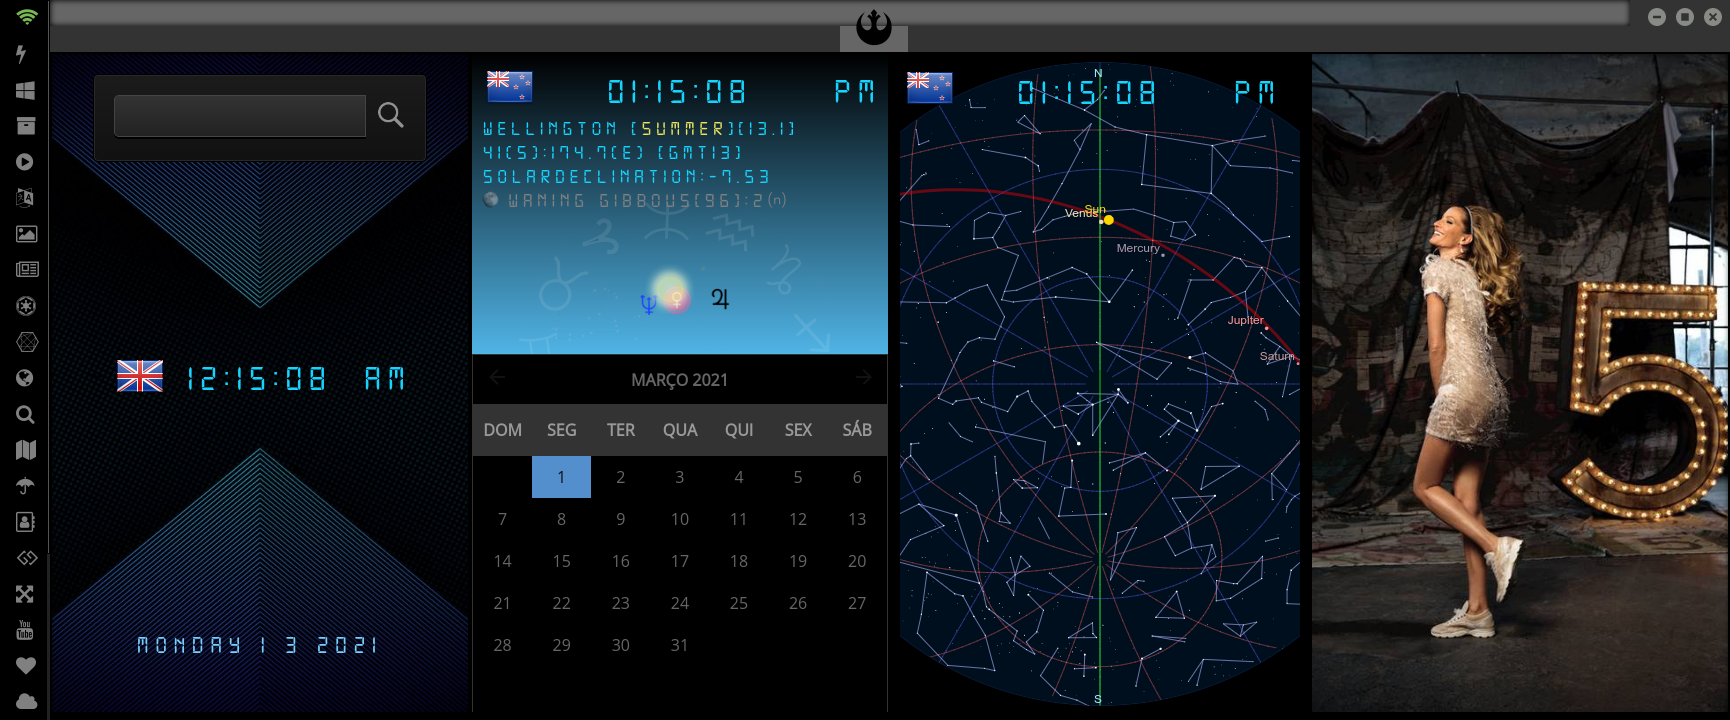 12:15:08 AM
MONDAY 1 3 2021
01:15:08 PM
WELLINGTON [SUMMER][13.1]
41(S):174.7(E) [GMT13]
SOLARDECLINATION:-7.53
WANING GIBBOUS[96]:2(n)
MARÇO 2021
DOM SEG TER QUA QUI SEX SÁB
1 2 3 4 5 6
7 8 9 10 11 12 13
14 15 16 17 18 19 20
21 22 23 24 25 26 27
28 29 30 31
N
01:15:08 PM
Sun
Venus
Mercury
Jupiter
Saturn
S
5
You
Tube